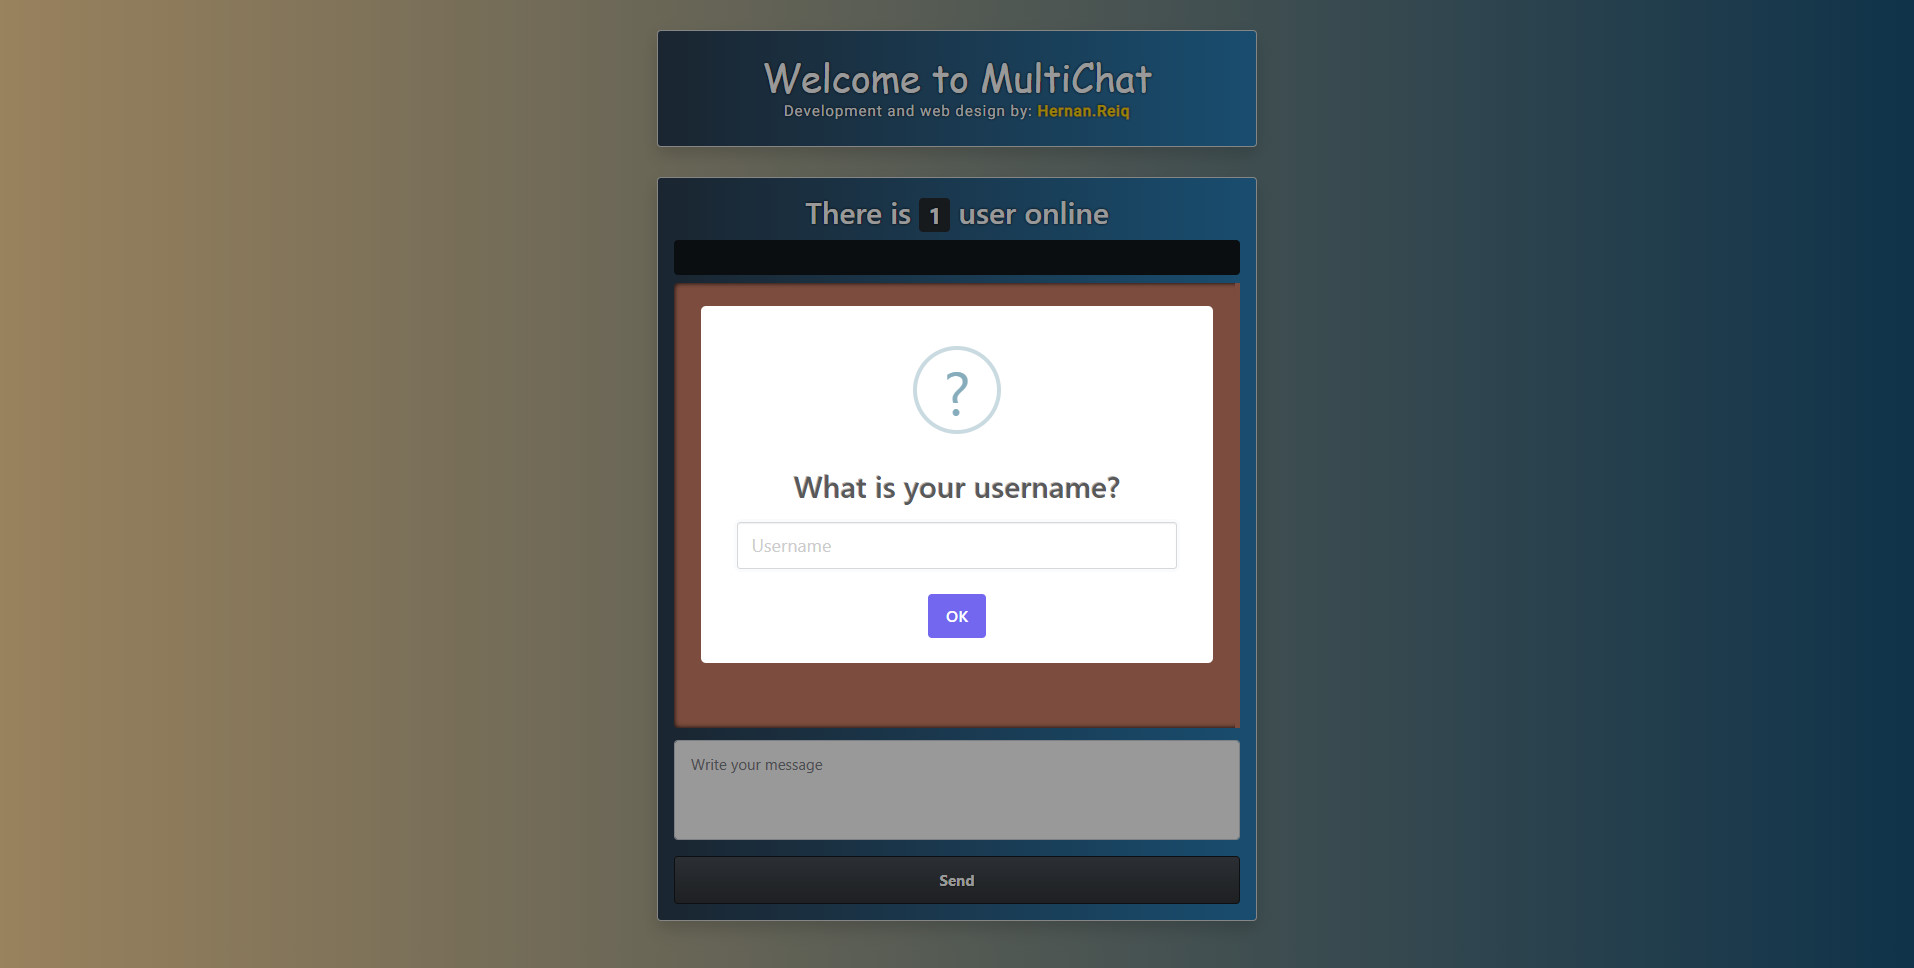 Welcome to MultiChat
Development and web design by: Hernan.Reiq
There is 1 user online
?
What is your username?
Username
OK
Write your message
Send